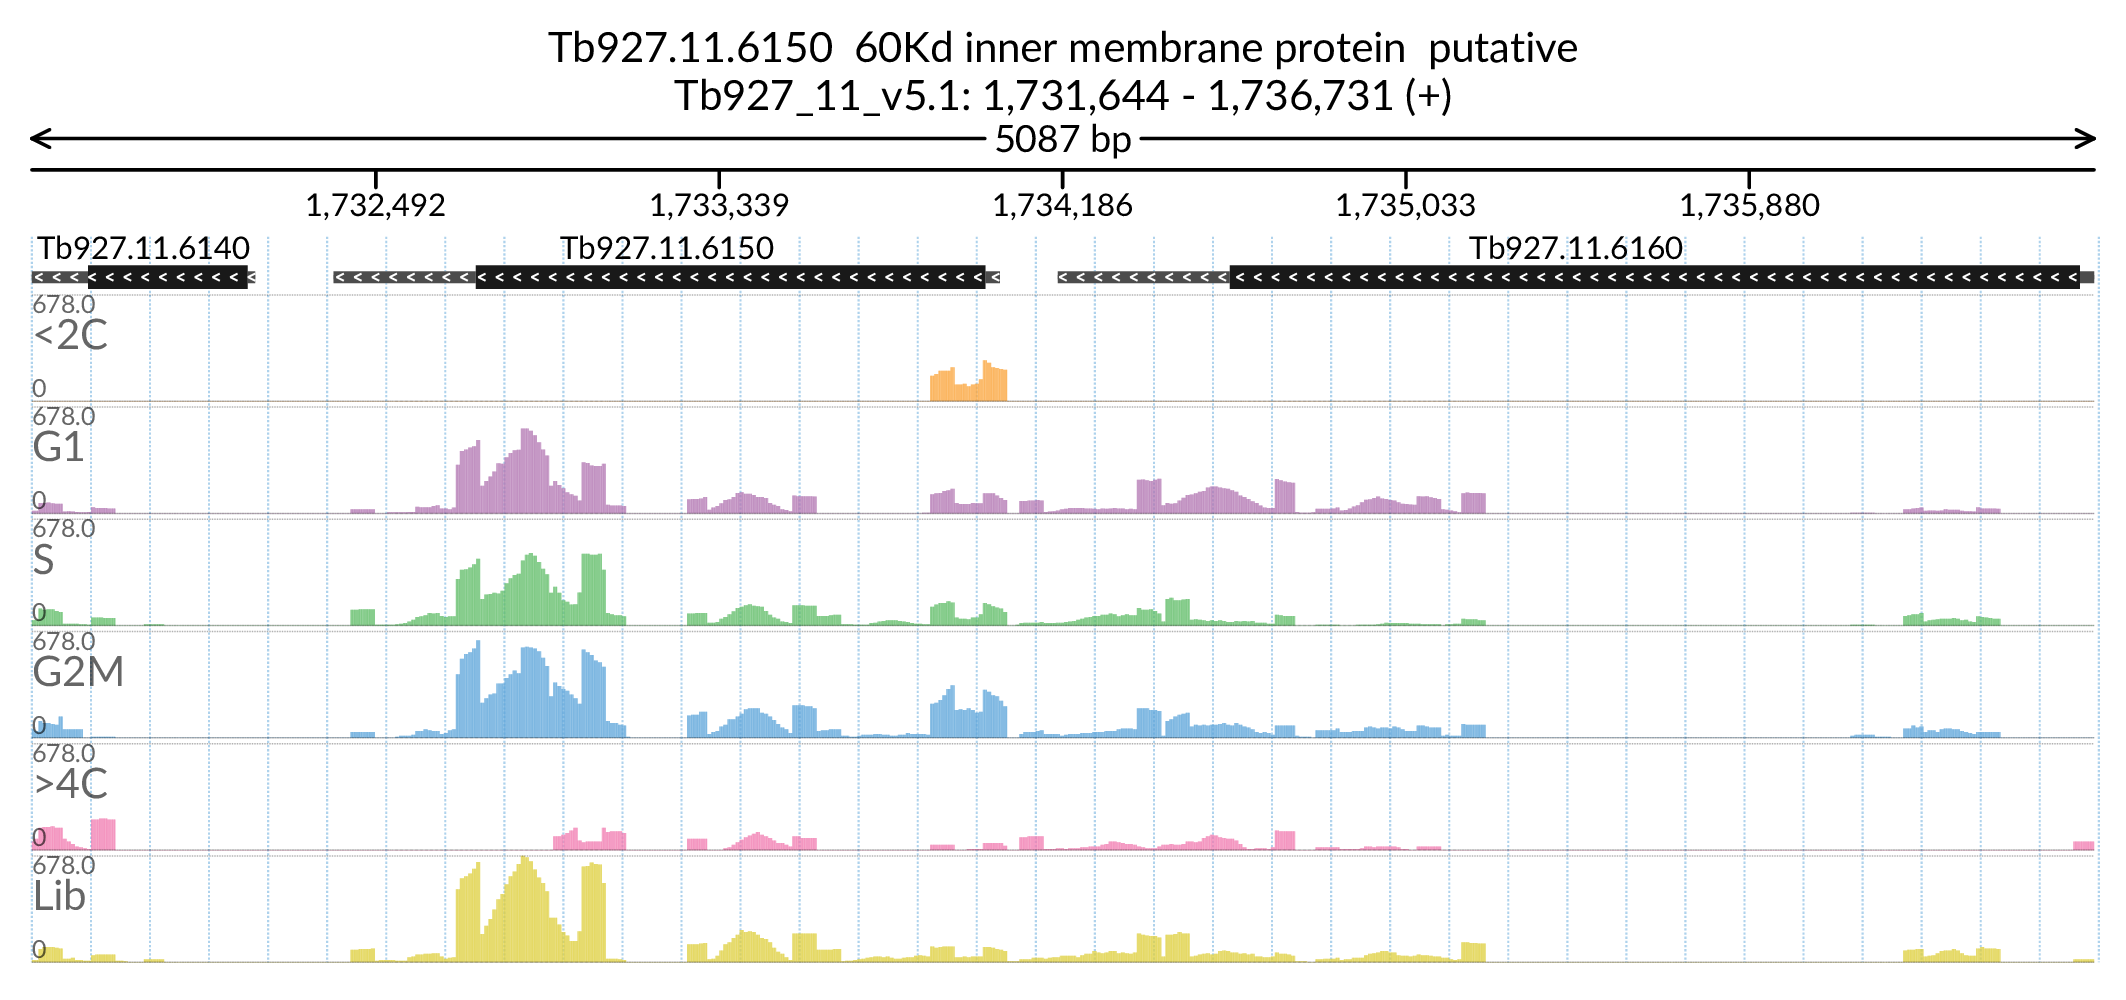 Tb927.11.6150  60Kd inner membrane protein  putative
Tb927_11_v5.1: 1,731,644 - 1,736,731 (+)
5087 bp
1,732,492 1,733,339 1,734,186 1,735,033 1,735,880
Tb927.11.6140 Tb927.11.6150 Tb927.11.6160
678.0
<2C
0
678.0
G1
0
678.0
S
0
678.0
G2M
0
678.0
>4C
0
678.0
Lib
0